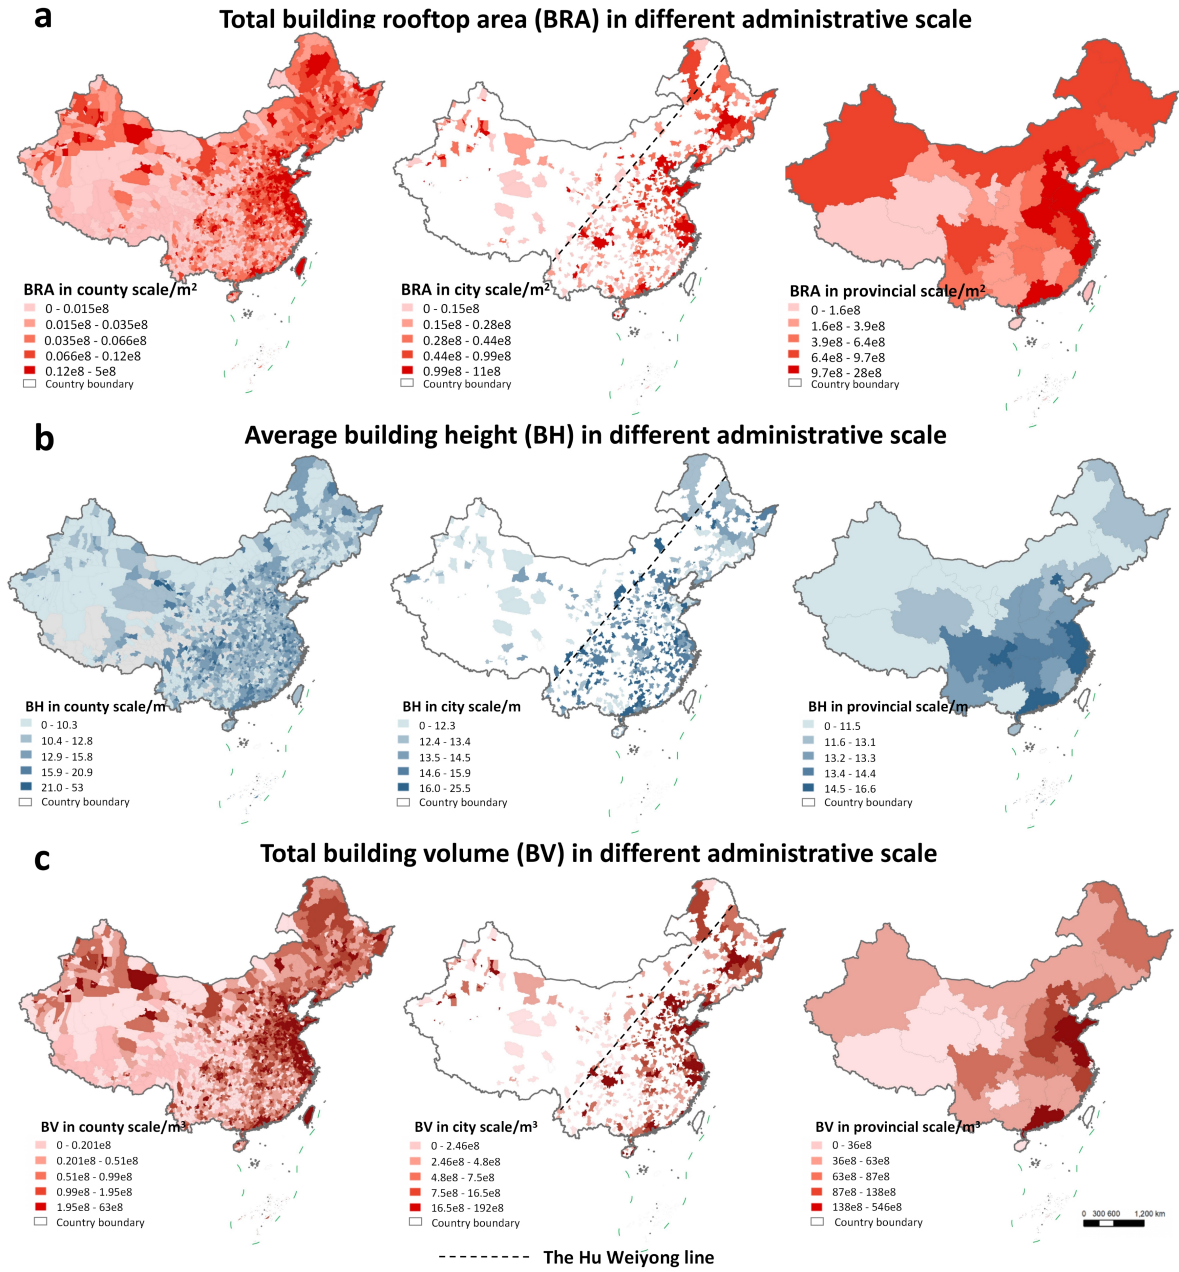 a
Total building rooftop area (BRA) in different administrative scale
BRA in county scale/m²
0 - 0.015e8
0.015e8 - 0.035e8
0.035e8 - 0.066e8
0.066e8 - 0.12e8
0.12e8 - 5e8
Country boundary
BRA in city scale/m²
0 - 0.15e8
0.15e8 - 0.28e8
0.28e8 - 0.44e8
0.44e8 - 0.99e8
0.99e8 - 11e8
Country boundary
BRA in provincial scale/m²
0 - 1.6e8
1.6e8 - 3.9e8
3.9e8 - 6.4e8
6.4e8 - 9.7e8
9.7e8 - 28e8
Country boundary
b
Average building height (BH) in different administrative scale
BH in county scale/m
0 - 10.3
10.4 - 12.8
12.9 - 15.8
15.9 - 20.9
21.0 - 53
Country boundary
BH in city scale/m
0 - 12.3
12.4 - 13.4
13.5 - 14.5
14.6 - 15.9
16.0 - 25.5
Country boundary
BH in provincial scale/m
0 - 11.5
11.6 - 13.1
13.2 - 13.3
13.4 - 14.4
14.5 - 16.6
Country boundary
c
Total building volume (BV) in different administrative scale
BV in county scale/m³
0 - 0.201e8
0.201e8 - 0.51e8
0.51e8 - 0.99e8
0.99e8 - 1.95e8
1.95e8 - 63e8
Country boundary
BV in city scale/m³
0 - 2.46e8
2.46e8 - 4.8e8
4.8e8 - 7.5e8
7.5e8 - 16.5e8
16.5e8 - 192e8
Country boundary
BV in provincial scale/m³
0 - 36e8
36e8 - 63e8
63e8 - 87e8
87e8 - 138e8
138e8 - 546e8
Country boundary
0 300 600 1,200 km
The Hu Weiyong line